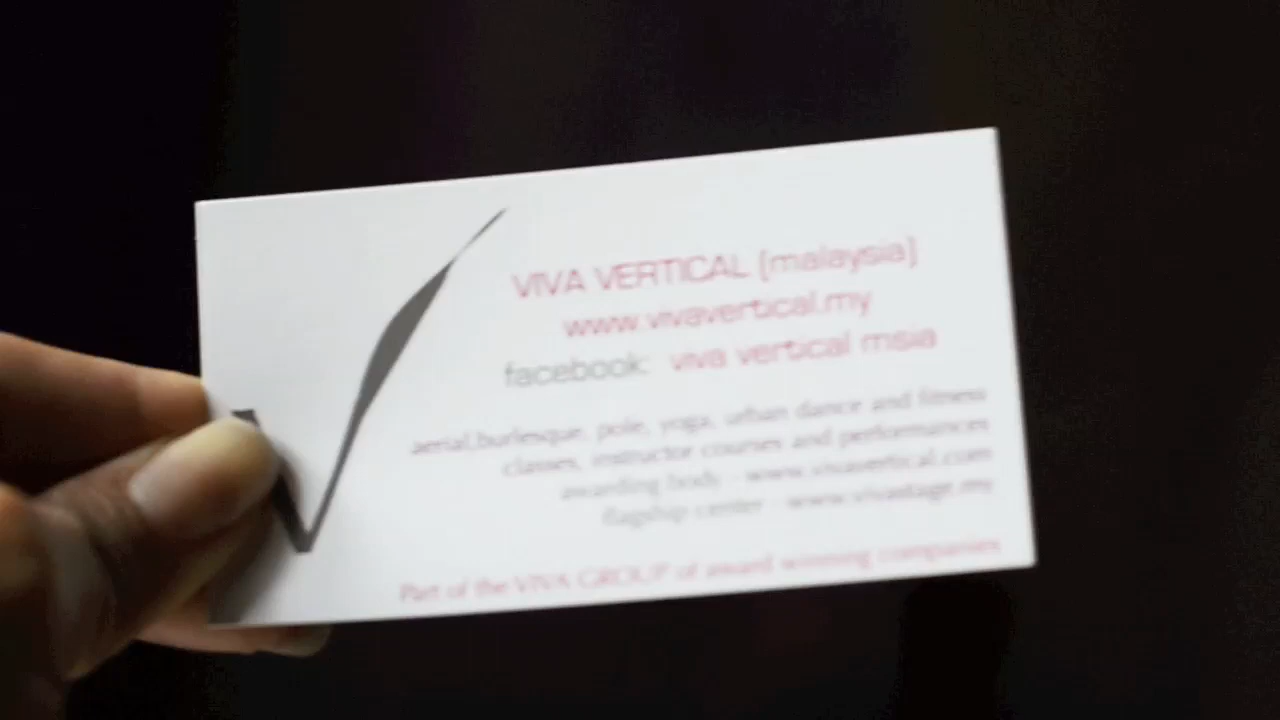 VIVA VERTICAL [malaysia]
www.vivavertical.my
facebook: viva vertical msia
aerial,burlesque, pole, yoga, urban dance and fitness
classes, instructor courses and performances
awarding body - www.vivavertical.com
flagship center - www.vivastage.my
Part of the VIVA GROUP of award winning companies